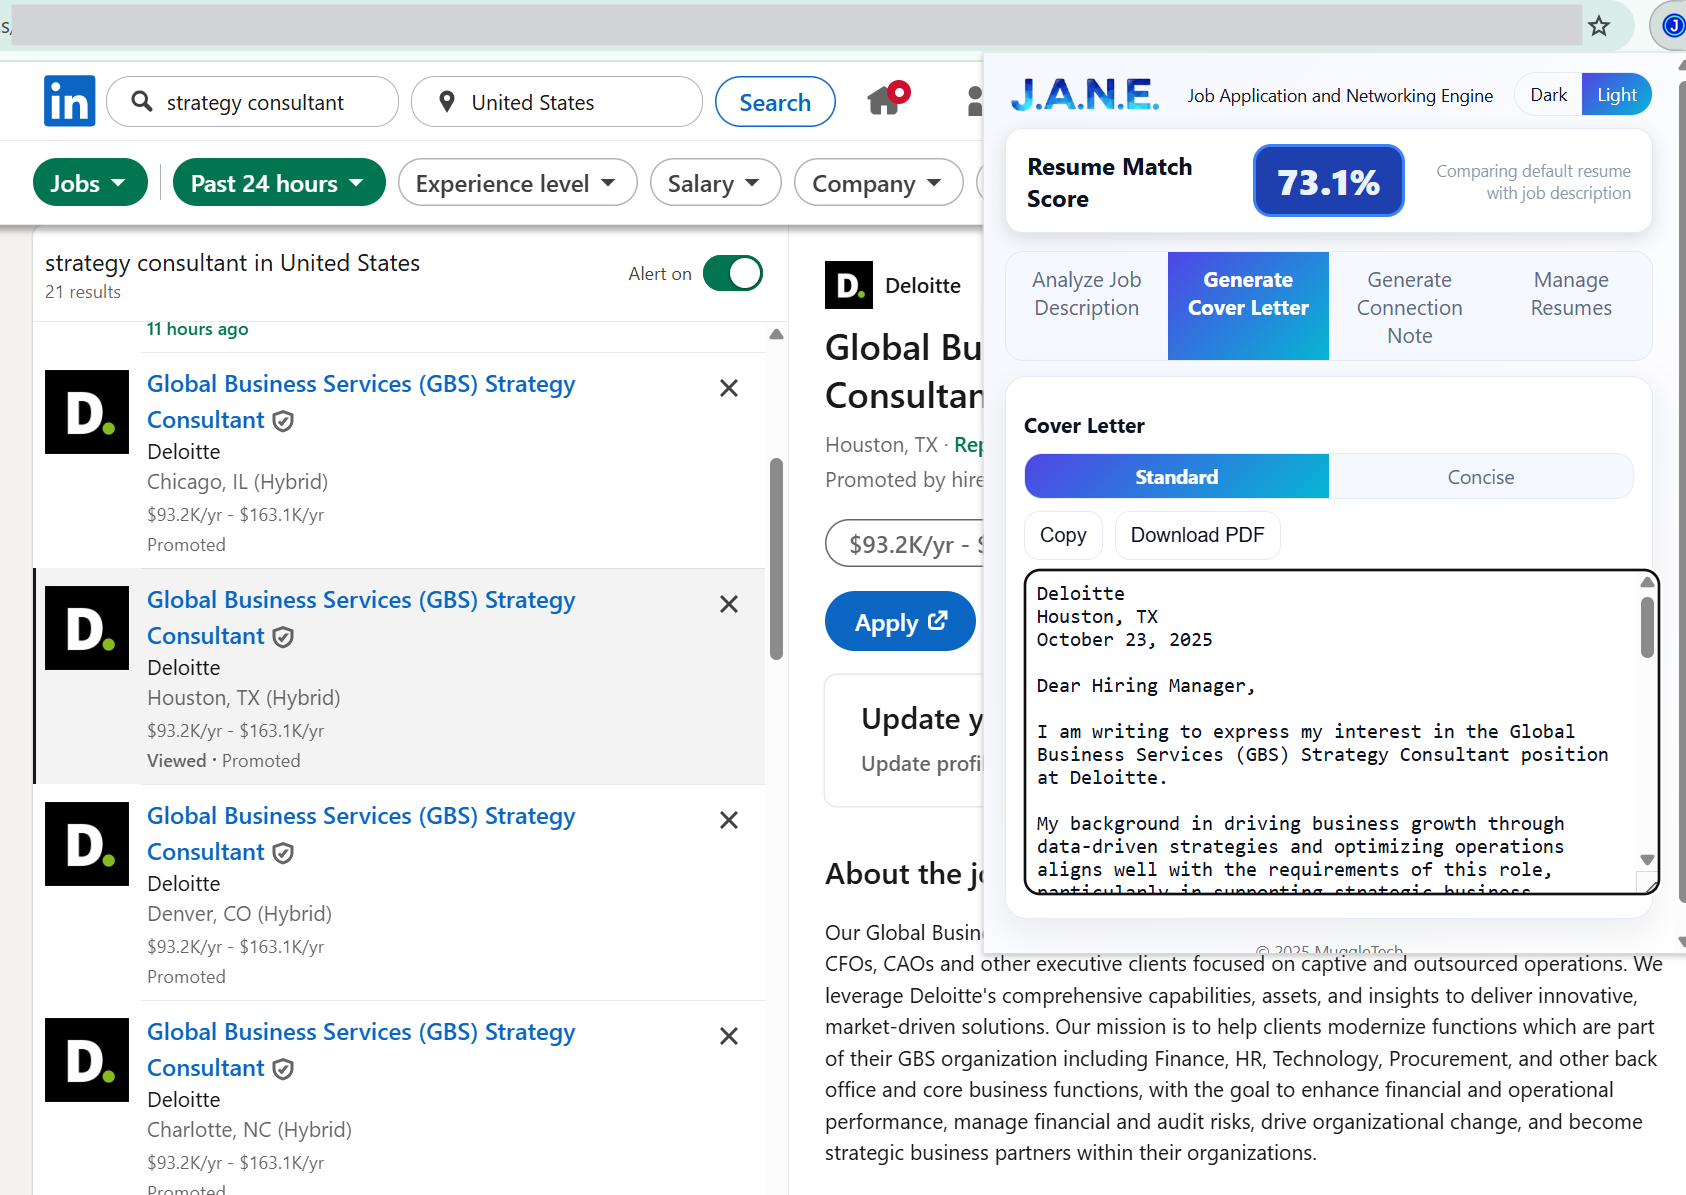 s/
in
strategy consultant
United States
Search
Jobs
Past 24 hours
Experience level
Salary
Company
strategy consultant in United States
21 results
Alert on
11 hours ago
D.
Global Business Services (GBS) Strategy
Consultant
Deloitte
Chicago, IL (Hybrid)
$93.2K/yr - $163.1K/yr
Promoted
D.
Global Business Services (GBS) Strategy
Consultant
Deloitte
Houston, TX (Hybrid)
$93.2K/yr - $163.1K/yr
Viewed · Promoted
D.
Global Business Services (GBS) Strategy
Consultant
Deloitte
Denver, CO (Hybrid)
$93.2K/yr - $163.1K/yr
Promoted
D.
Global Business Services (GBS) Strategy
Consultant
Deloitte
Charlotte, NC (Hybrid)
$93.2K/yr - $163.1K/yr
Promoted
D.
Deloitte
Global Bu
Consultan
Houston, TX · Rep
Promoted by hire
$93.2K/yr - $
Apply
Update y
Update profi
About the jo
Our Global Busine
CFOs, CAOs and other executive clients focused on captive and outsourced operations. We
leverage Deloitte's comprehensive capabilities, assets, and insights to deliver innovative,
market-driven solutions. Our mission is to help clients modernize functions which are part
of their GBS organization including Finance, HR, Technology, Procurement, and other back
office and core business functions, with the goal to enhance financial and operational
performance, manage financial and audit risks, drive organizational change, and become
strategic business partners within their organizations.
J
J.A.N.E.
Job Application and Networking Engine
Dark
Light
Resume Match
Score
73.1%
Comparing default resume
with job description
Analyze Job
Description
Generate
Cover Letter
Generate
Connection
Note
Manage
Resumes
Cover Letter
Standard
Concise
Copy
Download PDF
Deloitte
Houston, TX
October 23, 2025
Dear Hiring Manager,
I am writing to express my interest in the Global
Business Services (GBS) Strategy Consultant position
at Deloitte.
My background in driving business growth through
data-driven strategies and optimizing operations
aligns well with the requirements of this role,
particularly in supporting strategic business
© 2025 MuggleTech